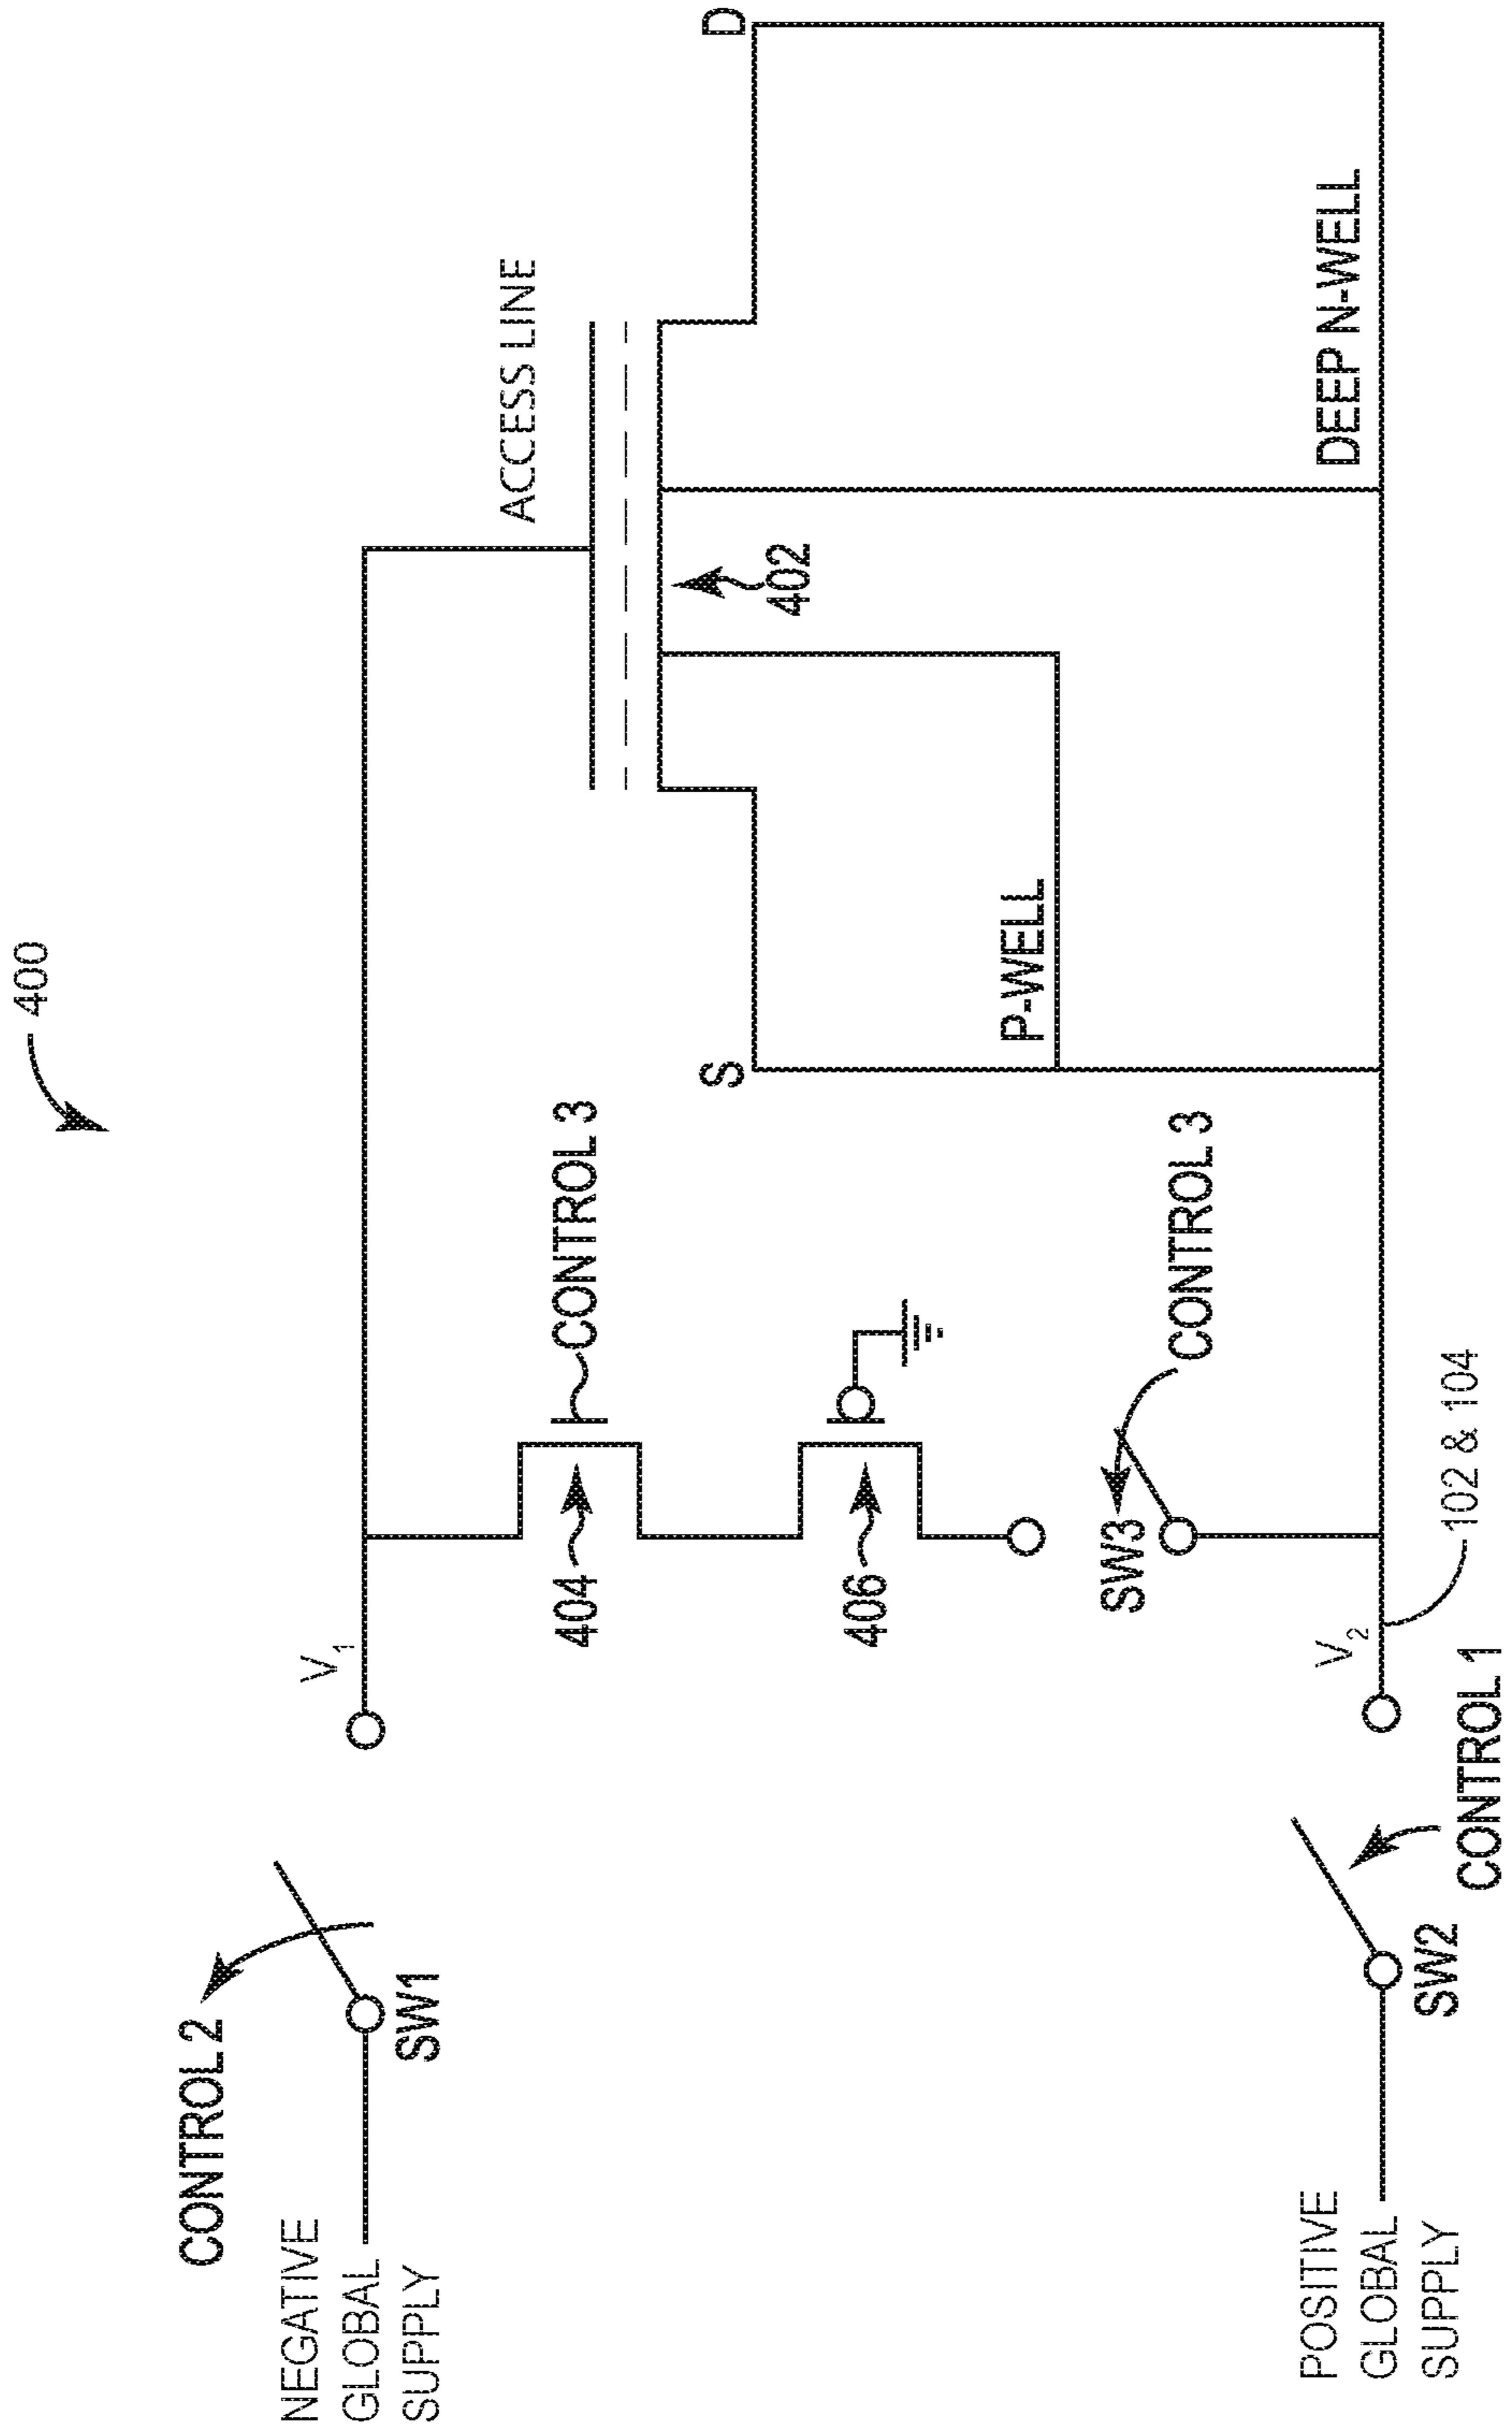 400
CONTROL 2
NEGATIVE
GLOBAL
SUPPLY
SW1
V1
ACCESS LINE
404
CONTROL 3
S
D
402
406
P-WELL
SW3
CONTROL 3
DEEP N-WELL
POSITIVE
GLOBAL
SUPPLY
SW2
V2
CONTROL 1
102 & 104